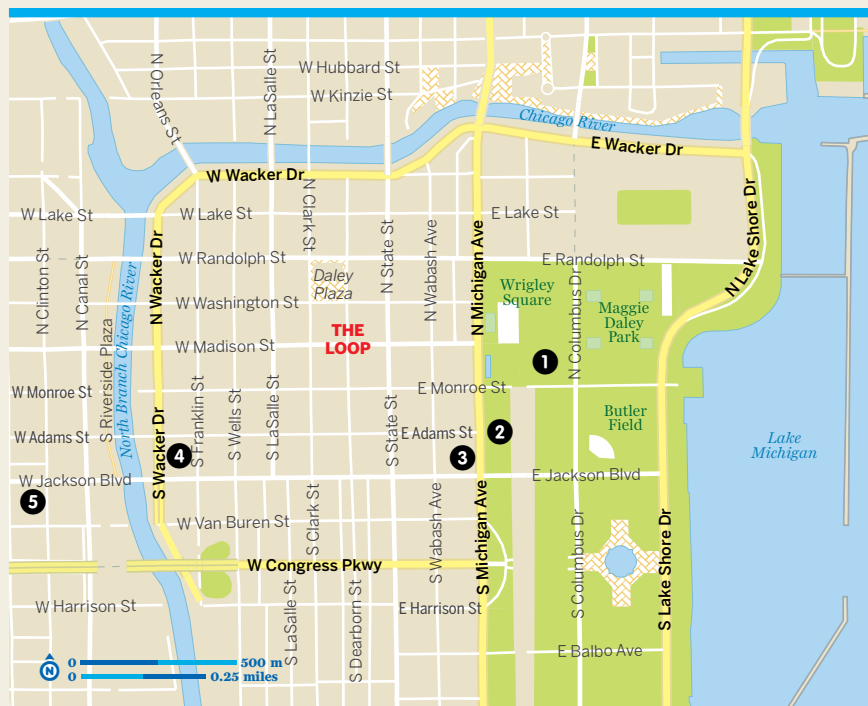 W Hubbard St
W Kinzie St
N Orleans St
N LaSalle St
Chicago River
E Wacker Dr
W Wacker Dr
N Clark St
W Lake St
W Lake St
E Lake St
N State St
N Wabash Ave
N Michigan Ave
N Lake Shore Dr
N Clinton St
N Canal St
N Wacker Dr
W Randolph St
E Randolph St
Daley
Plaza
Wrigley
Square
N Columbus Dr
Maggie
Daley
Park
W Washington St
North Branch Chicago River
S Riverside Plaza
THE
LOOP
W Madison St
1
W Monroe St
E Monroe St
S Franklin St
S Wells St
S LaSalle St
S State St
Butler
Field
2
W Adams St
E Adams St
Lake
Michigan
4
3
S Wacker Dr
W Jackson Blvd
E Jackson Blvd
5
S Clark St
S Wabash Ave
S Michigan Ave
S Columbus Dr
S Lake Shore Dr
W Van Buren St
W Congress Pkwy
W Harrison St
E Harrison St
S LaSalle St
S Dearborn St
E Balbo Ave
N
0 500 m
0 0.25 miles